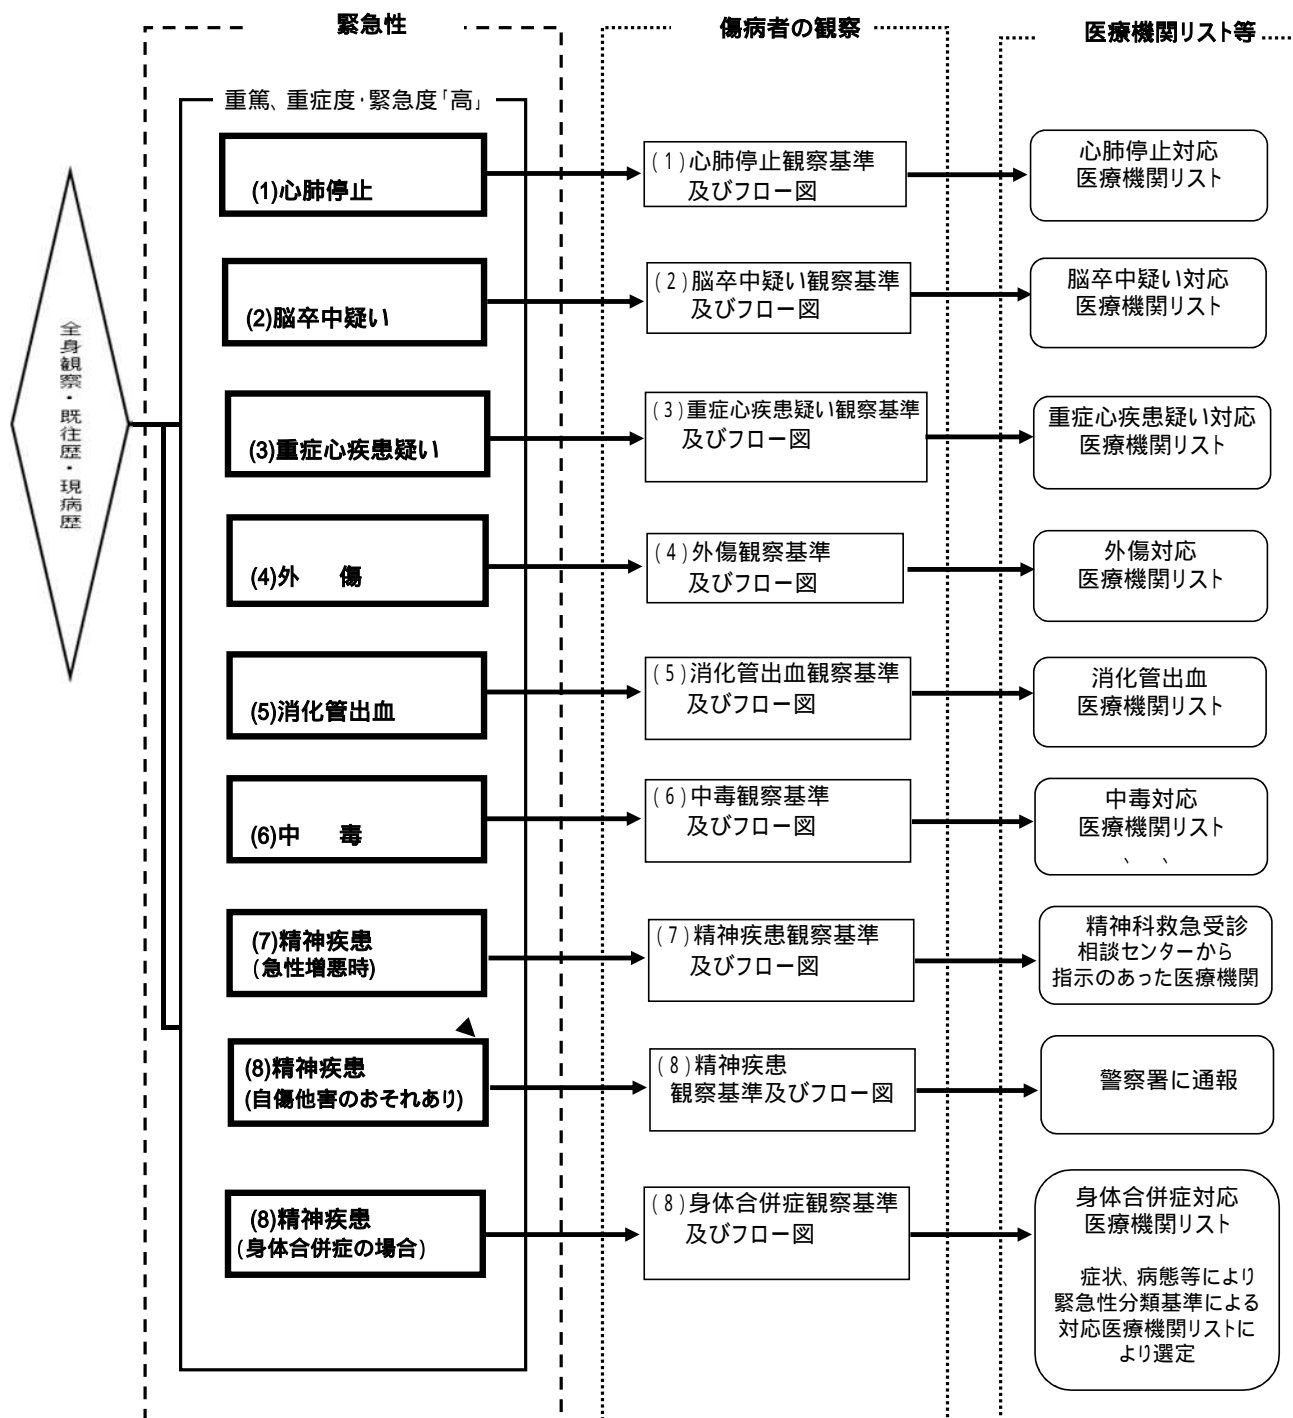 緊急性
傷病者の観察
医療機関リスト等
重篤、重症度・緊急度「高」
全身観察・既往歴・現病歴
(1)心肺停止
(1)心肺停止観察基準
及びフロー図
心肺停止対応
医療機関リスト
(2)脳卒中疑い
(2)脳卒中疑い観察基準
及びフロー図
脳卒中疑い対応
医療機関リスト
(3)重症心疾患疑い
(3)重症心疾患疑い観察基準
及びフロー図
重症心疾患疑い対応
医療機関リスト
(4)外　傷
(4)外傷観察基準
及びフロー図
外傷対応
医療機関リスト
(5)消化管出血
(5)消化管出血観察基準
及びフロー図
消化管出血
医療機関リスト
(6)中　毒
(6)中毒観察基準
及びフロー図
中毒対応
医療機関リスト
、　、
(7)精神疾患
(急性増悪時)
(7)精神疾患観察基準
及びフロー図
精神科救急受診
相談センターから
指示のあった医療機関
(8)精神疾患
(自傷他害のおそれあり)
(8)精神疾患
観察基準及びフロー図
警察署に通報
(8)精神疾患
(身体合併症の場合)
(8)身体合併症観察基準
及びフロー図
身体合併症対応
医療機関リスト
症状、病態等により
緊急性分類基準による
対応医療機関リストに
より選定